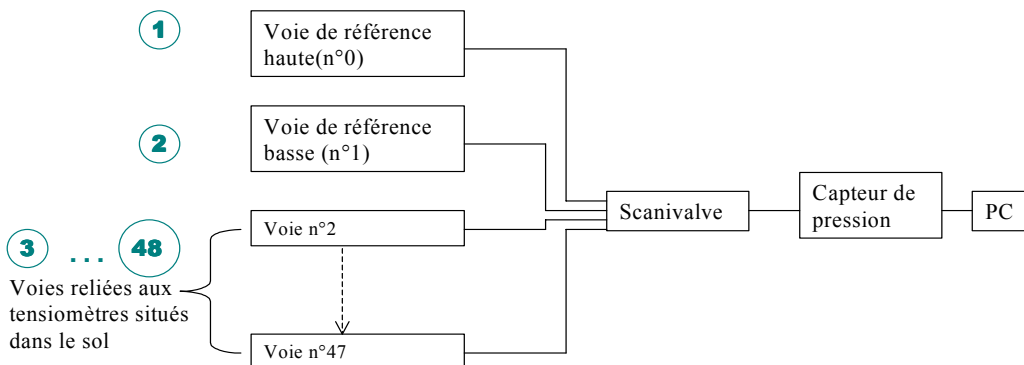 1
Voie de référence
haute(n°0)
2
Voie de référence
basse (n°1)
3 ... 48
Voies reliées aux
tensiomètres situés
dans le sol
Voie n°2
Voie n°47
Scanivalve
Capteur de
pression
PC